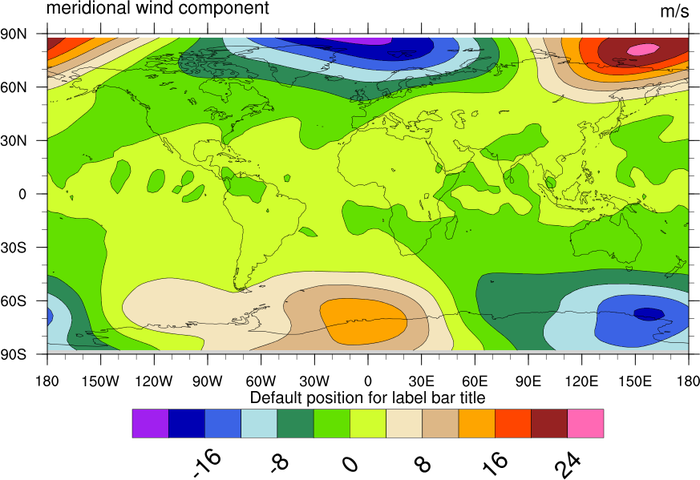 meridional wind component
m/s
90N
60N
30N
0
30S
60S
90S
180 150W 120W 90W 60W 30W 0 30E 60E 90E 120E 150E 180
Default position for label bar title
-16 -8 0 8 16 24